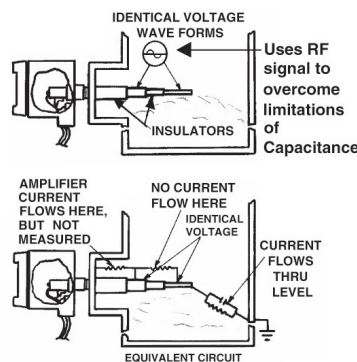 IDENTICAL VOLTAGE
WAVE FORMS
Uses RF
signal to
overcome
limitations
of
Capacitance
INSULATORS
AMPLIFIER
CURRENT
FLOWS HERE,
BUT NOT
MEASURED
NO CURRENT
FLOW HERE
IDENTICAL
VOLTAGE
CURRENT
FLOWS
THRU
LEVEL
EQUIVALENT CIRCUIT